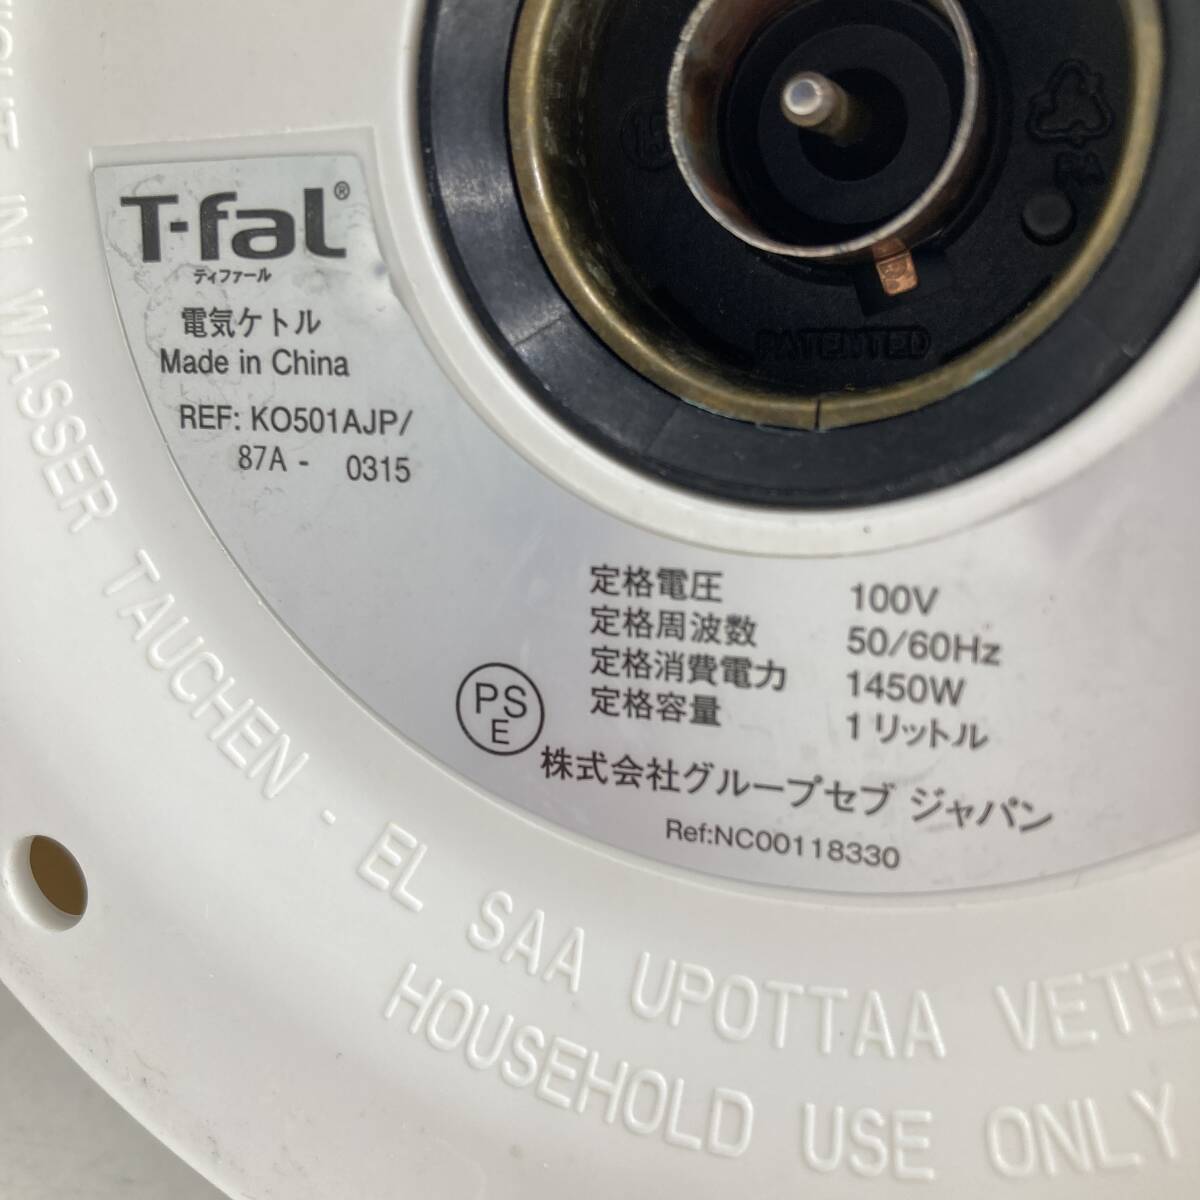 T-fal®
ティファール
電気ケトル
Made in China
REF: KO501AJP/
87A - 0315
定格電圧 100V
定格周波数 50/60Hz
定格消費電力 1450W
定格容量 1リットル
PS
E
株式会社グループセブ ジャパン
Ref:NC00118330
PATENTED
IN WASSER TAUCHEN - EL SAA UPOTTAA
HOUSEHOLD USE ONLY